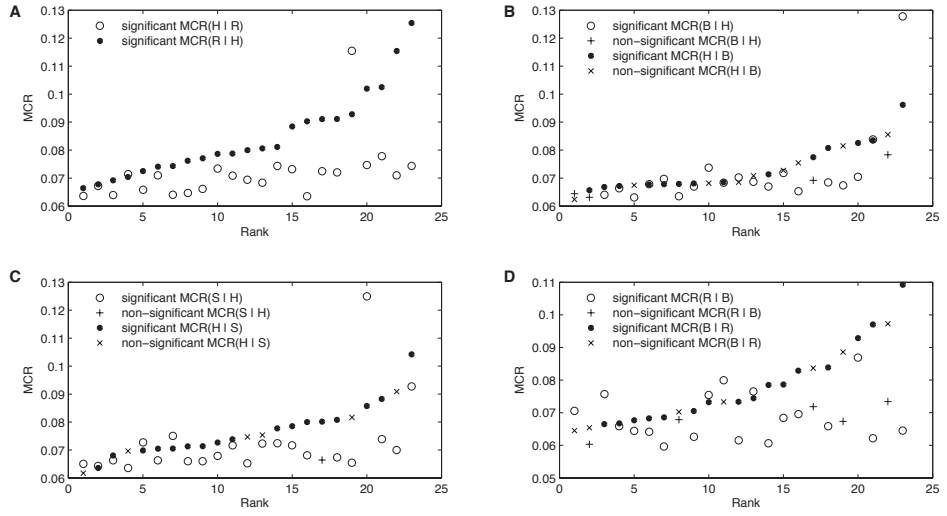 A
significant MCR(H | R)
significant MCR(R | H)
0.13
0.12
0.11
0.1
0.09
0.08
0.07
0.06
MCR
0 5 10 15 20 25
Rank
B
significant MCR(B | H)
non−significant MCR(B | H)
significant MCR(H | B)
non−significant MCR(H | B)
0.13
0.12
0.11
0.1
0.09
0.08
0.07
0.06
MCR
0 5 10 15 20 25
Rank
C
significant MCR(S | H)
non−significant MCR(S | H)
significant MCR(H | S)
non−significant MCR(H | S)
0.13
0.12
0.11
0.1
0.09
0.08
0.07
0.06
MCR
0 5 10 15 20 25
Rank
D
significant MCR(R | B)
non−significant MCR(R | B)
significant MCR(B | R)
non−significant MCR(B | R)
0.11
0.1
0.09
0.08
0.07
0.06
0.05
MCR
0 5 10 15 20 25
Rank